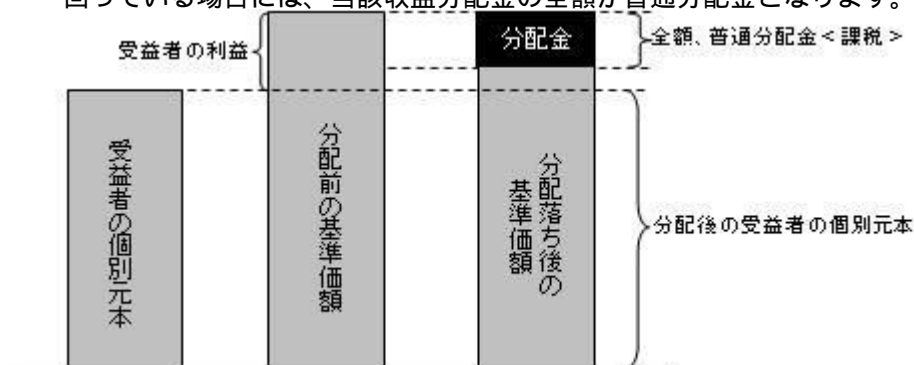 回っている場合には、当該収益分配金の全額が普通分配金となります。
受益者の利益
分配金
全額、普通分配金<課税>
受益者の個別元本
分配前の基準価額
分配落ち後の
基準価額
分配後の受益者の個別元本